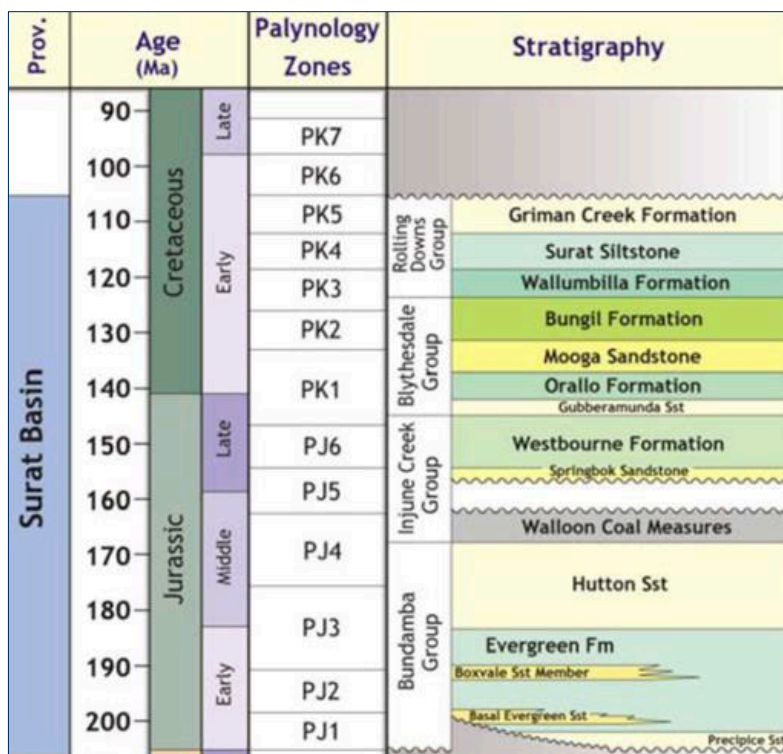 Prov.
Age
(Ma)
Palynology
Zones
Stratigraphy
Surat Basin
90
100
110
120
130
140
150
160
170
180
190
200
Cretaceous
Jurassic
Late
Early
Late
Middle
Early
PK7
PK6
PK5
PK4
PK3
PK2
PK1
PJ6
PJ5
PJ4
PJ3
PJ2
PJ1
Rolling
Downs
Group
Blythesdale
Group
Injune Creek
Group
Bundamba
Group
Griman Creek Formation
Surat Siltstone
Wallumbilla Formation
Bungil Formation
Mooga Sandstone
Orallo Formation
Gubberamunda Sst
Westbourne Formation
Springbok Sandstone
Walloon Coal Measures
Hutton Sst
Evergreen Fm
Boxvale Sst Member
Basal Evergreen Sst
Precipice